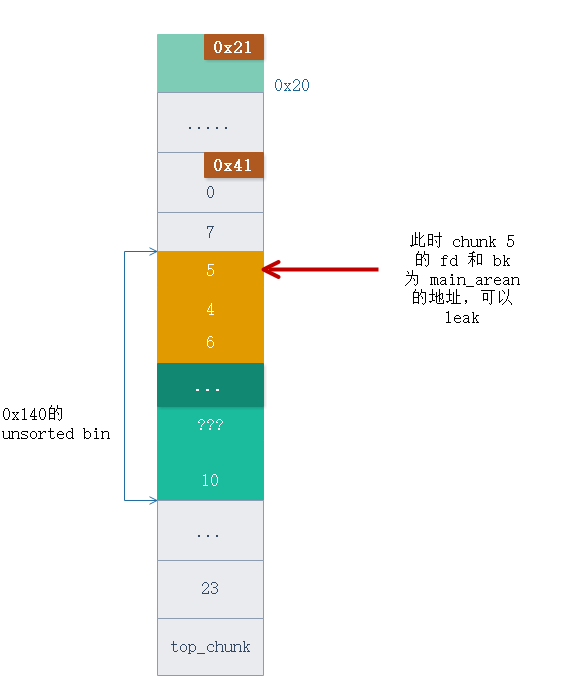 0x21
0x20
.....
0x41
0
7
5
4
6
...
???
10
...
23
top_chunk
此时 chunk 5
的 fd 和 bk
为 main_arean
的地址，可以
leak
0x140的
unsorted bin